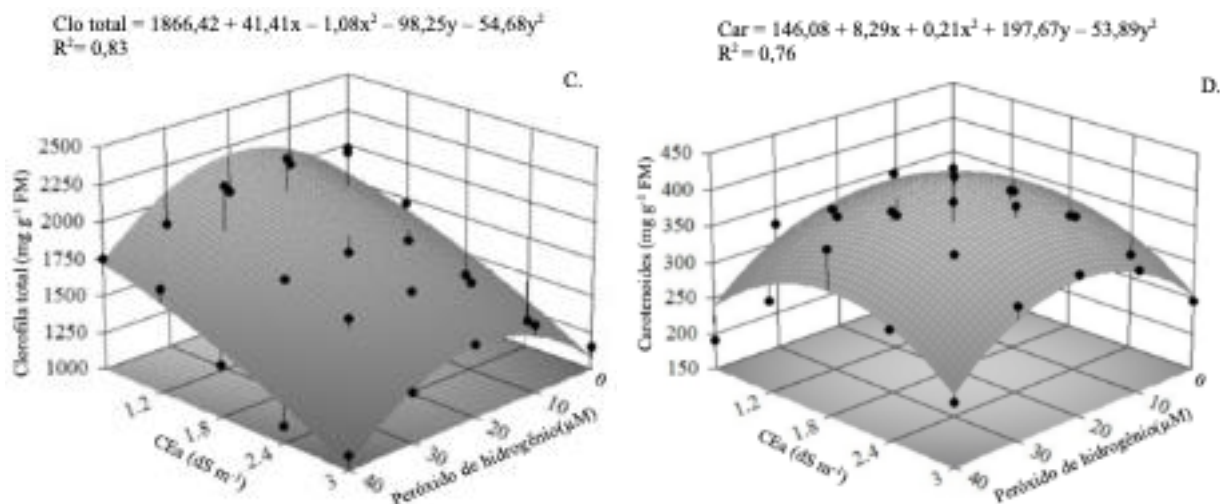 Clo total = 1866,42 + 41,41x – 1,08x² – 98,25y – 54,68y²
R²= 0,83
C.
Clorofila total (mg g⁻¹ FM)
2500
2250
2000
1750
1500
1250
1000
1.2
1.8
2.4
3
CEa (dS m⁻¹)
40
30
20
10
0
Peróxido de hidrogênio(µM)
Car = 146,08 + 8,29x + 0,21x² + 197,67y – 53,89y²
R² = 0,76
D.
Carotenoides (mg g⁻¹ FM)
450
400
350
300
250
200
150
1.2
1.8
2.4
3
CEa (dS m⁻¹)
40
30
20
10
0
Peróxido de hidrogênio(µM)